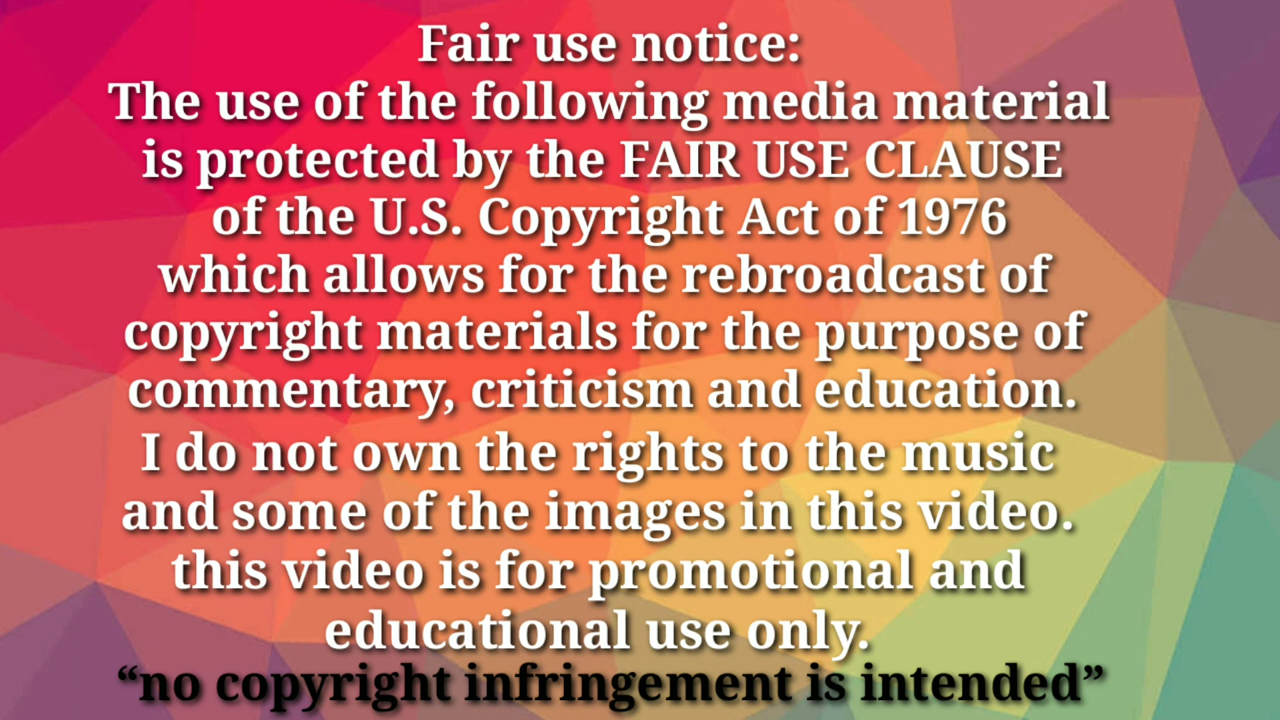 Fair use notice:
The use of the following media material
is protected by the FAIR USE CLAUSE
of the U.S. Copyright Act of 1976
which allows for the rebroadcast of
copyright materials for the purpose of
commentary, criticism and education.
I do not own the rights to the music
and some of the images in this video.
this video is for promotional and
educational use only.
“no copyright infringement is intended”